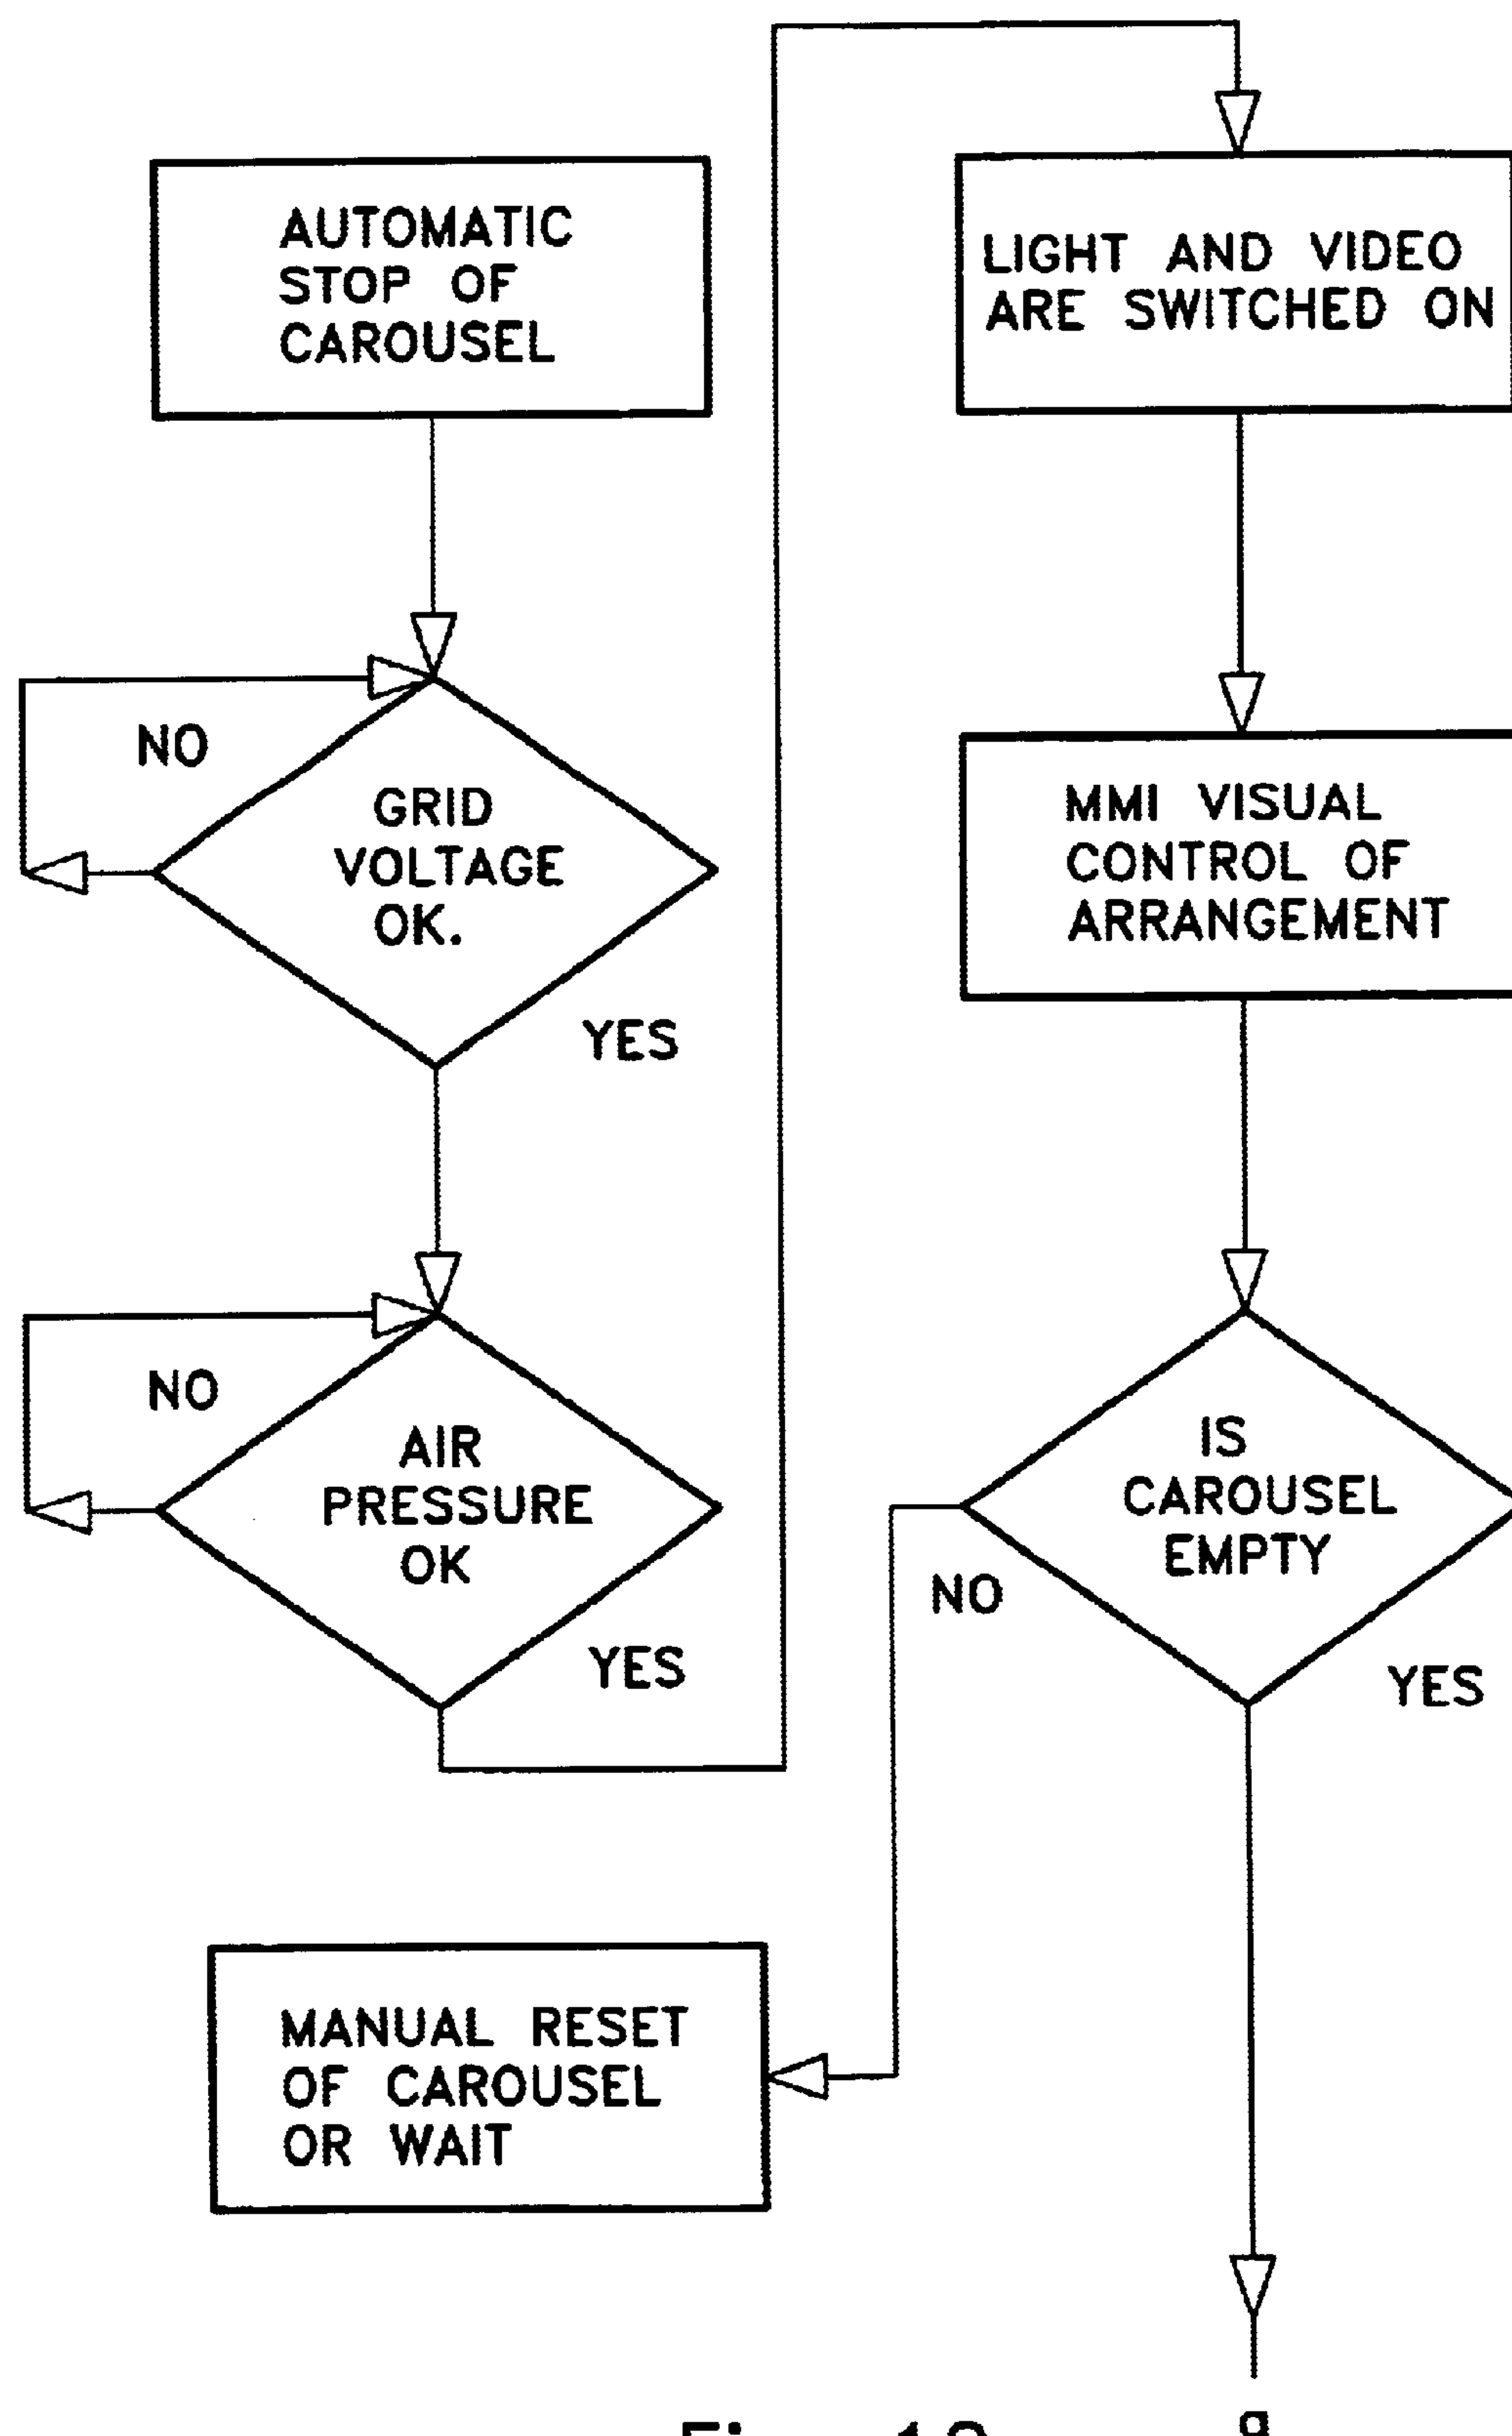 AUTOMATIC
STOP OF
CAROUSEL
NO
GRID
VOLTAGE
OK.
YES
NO
AIR
PRESSURE
OK
YES
MANUAL RESET
OF CAROUSEL
OR WAIT
LIGHT AND VIDEO
ARE SWITCHED ON
MMI VISUAL
CONTROL OF
ARRANGEMENT
IS
CAROUSEL
EMPTY
NO
YES